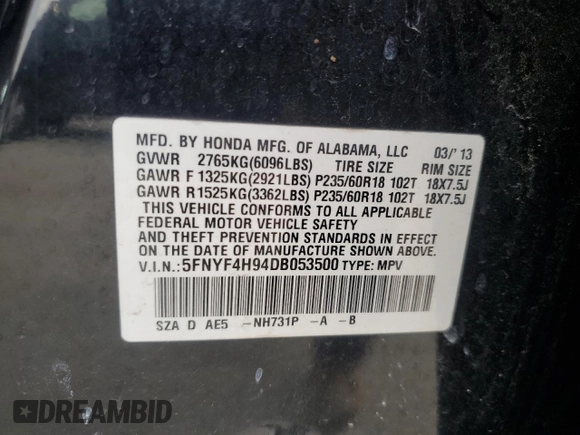 MFD. BY HONDA MFG. OF ALABAMA, LLC 03/'13
GVWR 2765KG(6096LBS) TIRE SIZE RIM SIZE
GAWR F 1325KG(2921LBS) P235/60R18 102T 18X7.5J
GAWR R 1525KG(3362LBS) P235/60R18 102T 18X7.5J
THIS VEHICLE CONFORMS TO ALL APPLICABLE
FEDERAL MOTOR VEHICLE SAFETY
AND THEFT PREVENTION STANDARDS IN EFFECT
ON THE DATE OF MANUFACTURE SHOWN ABOVE.
V.I.N.:5FNYF4H94DB053500 TYPE: MPV
SZA D AE5 -NH731P -A -B
DREAMBID